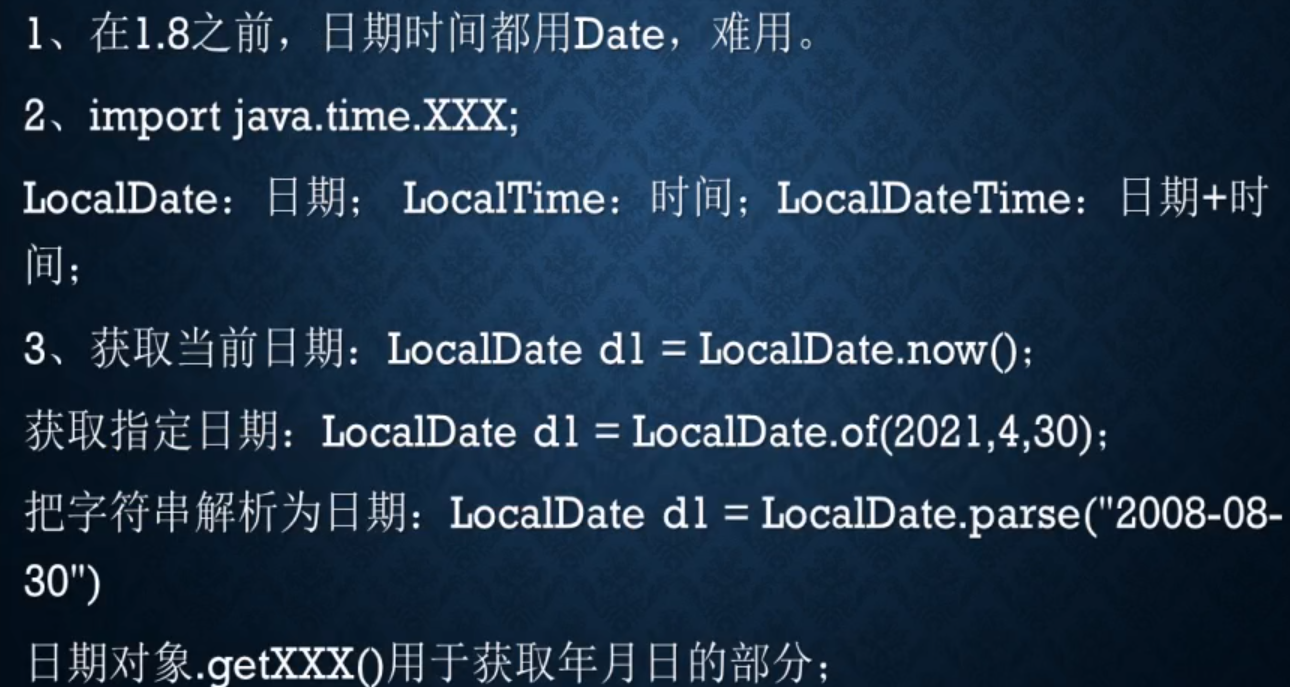 1、在1.8之前，日期时间都用Date，难用。
2、import java.time.XXX;
LocalDate：日期； LocalTime：时间；LocalDateTime：日期+时
间；
3、获取当前日期：LocalDate d1 = LocalDate.now();
获取指定日期：LocalDate d1 = LocalDate.of(2021,4,30);
把字符串解析为日期：LocalDate d1 = LocalDate.parse("2008-08-
30")
日期对象.getXXX()用于获取年月日的部分；